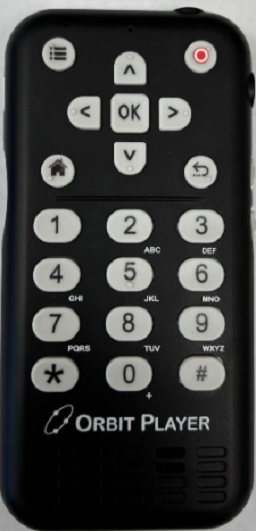 OK
1 2 3
ABC DEF
4 5 6
GHI JKL MNO
7 8 9
PQRS TUV WXYZ
* 0 #
+
ORBIT PLAYER